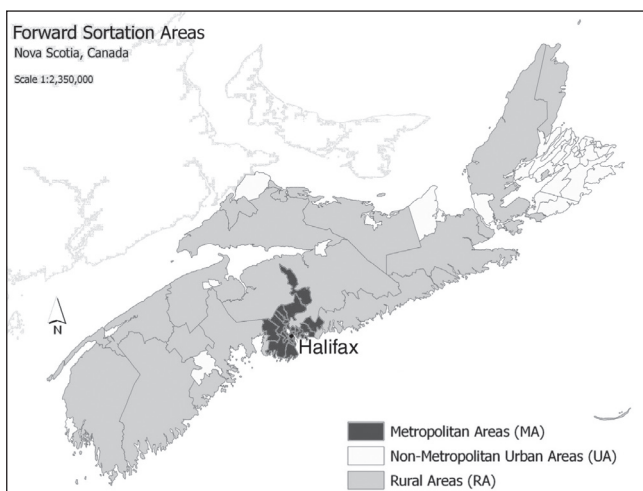 Forward Sortation Areas
Nova Scotia, Canada
Scale 1:2,350,000
N
Halifax
Metropolitan Areas (MA)
Non-Metropolitan Urban Areas (UA)
Rural Areas (RA)